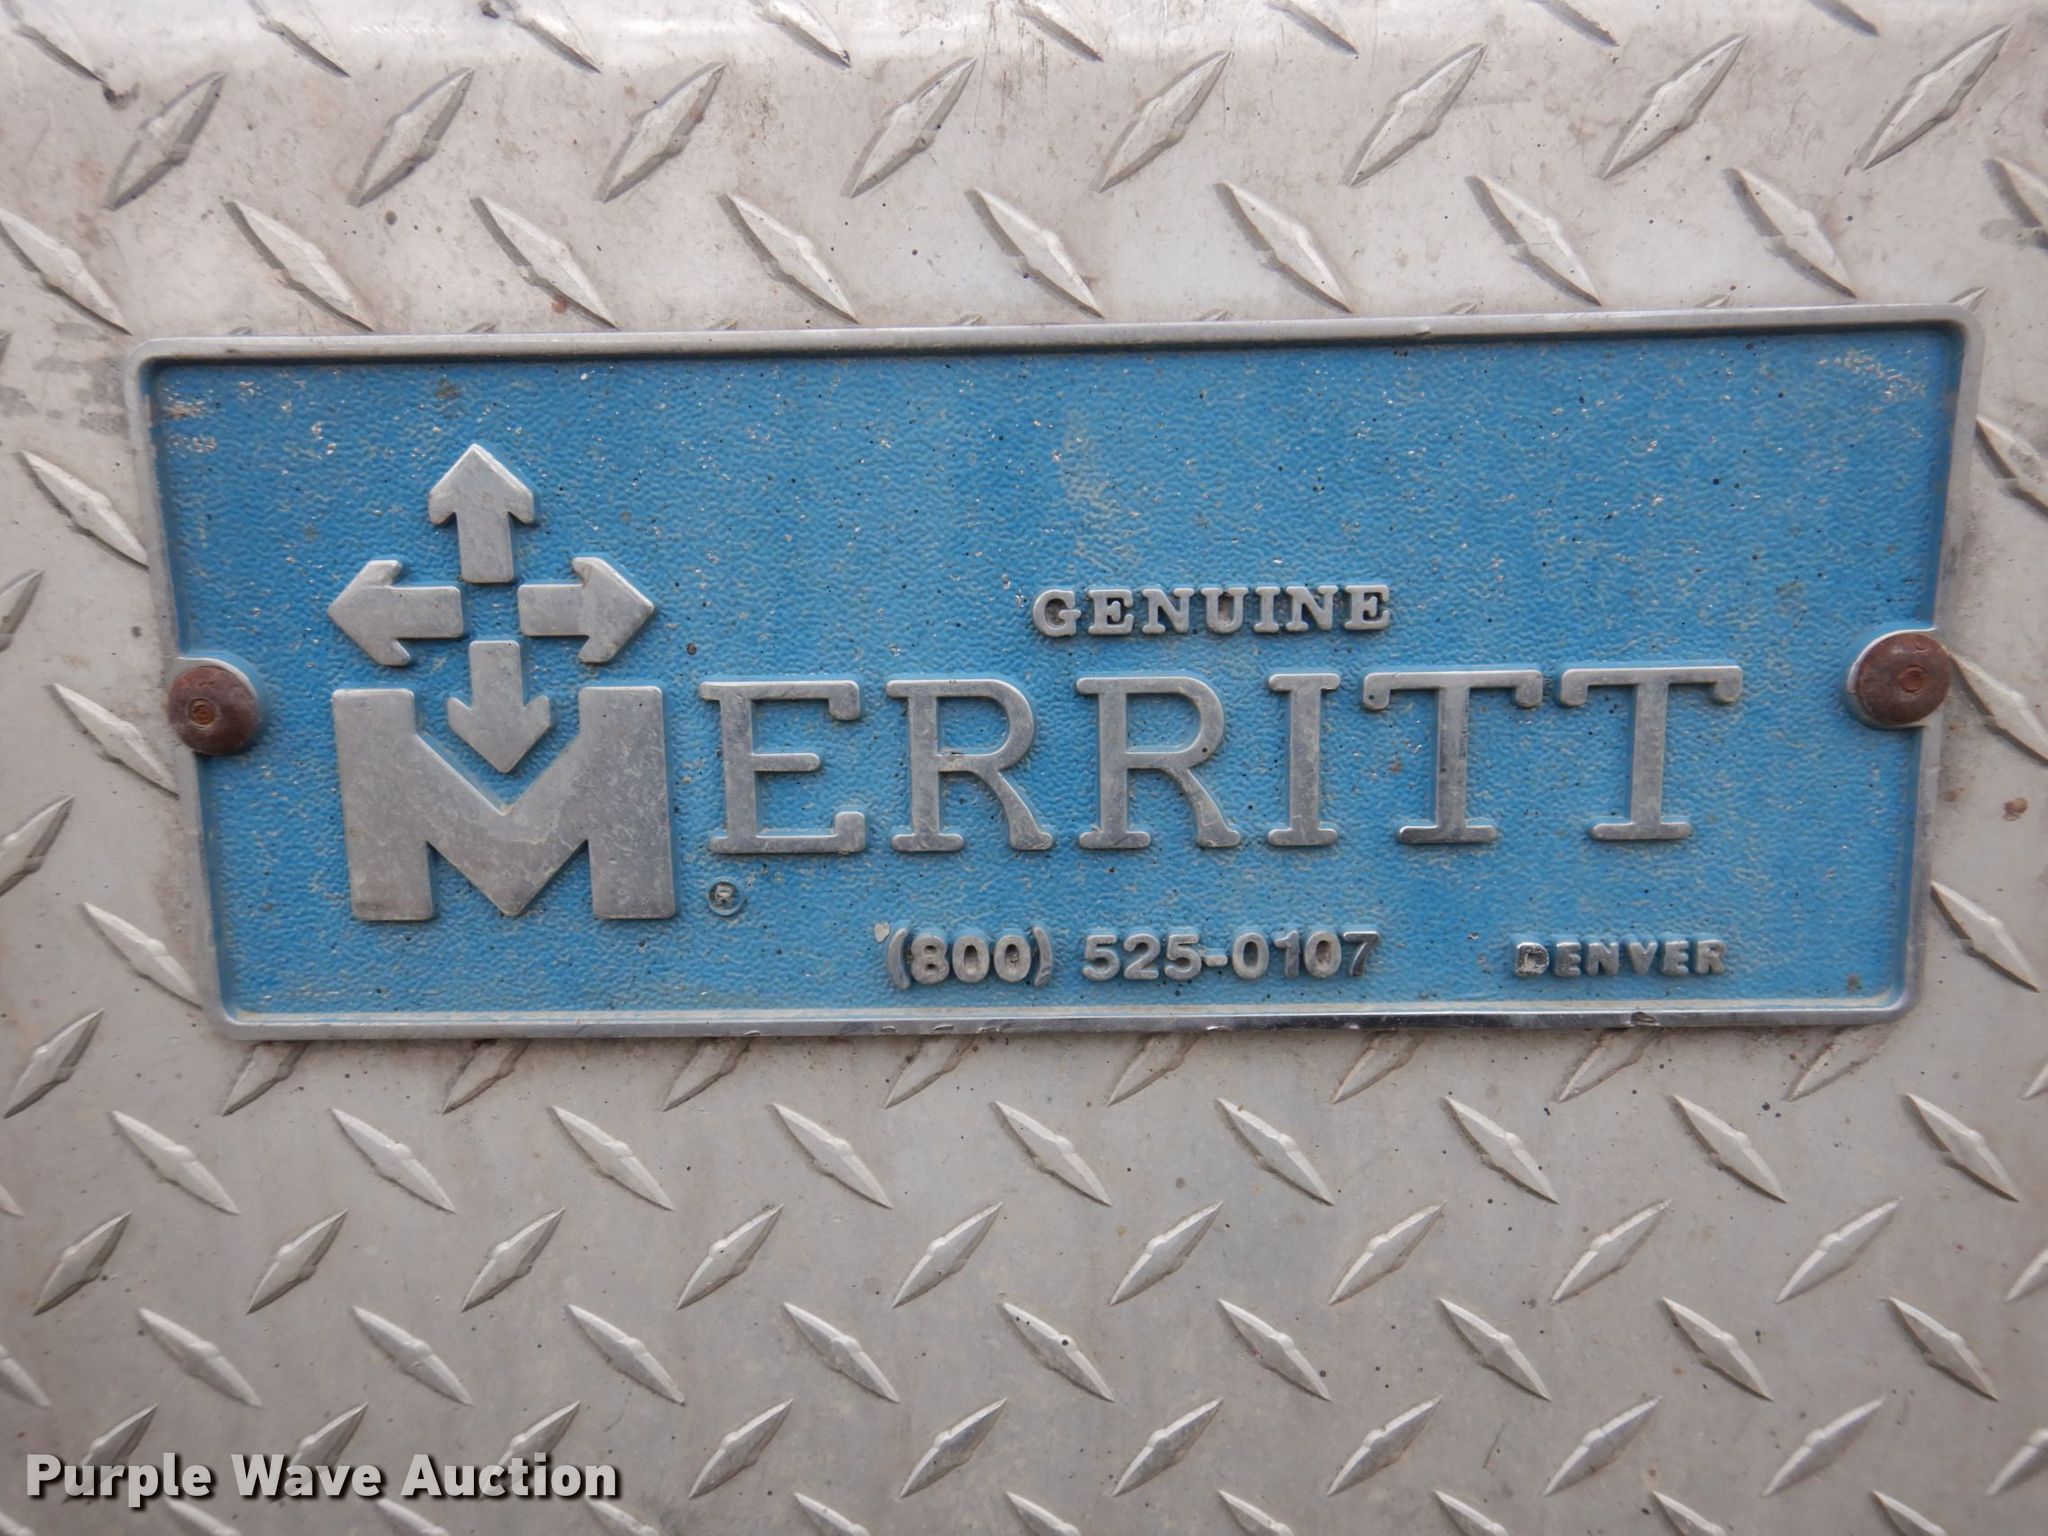 GENUINE
MERRITT
®
(800) 525-0107 DENVER
Purple Wave Auction